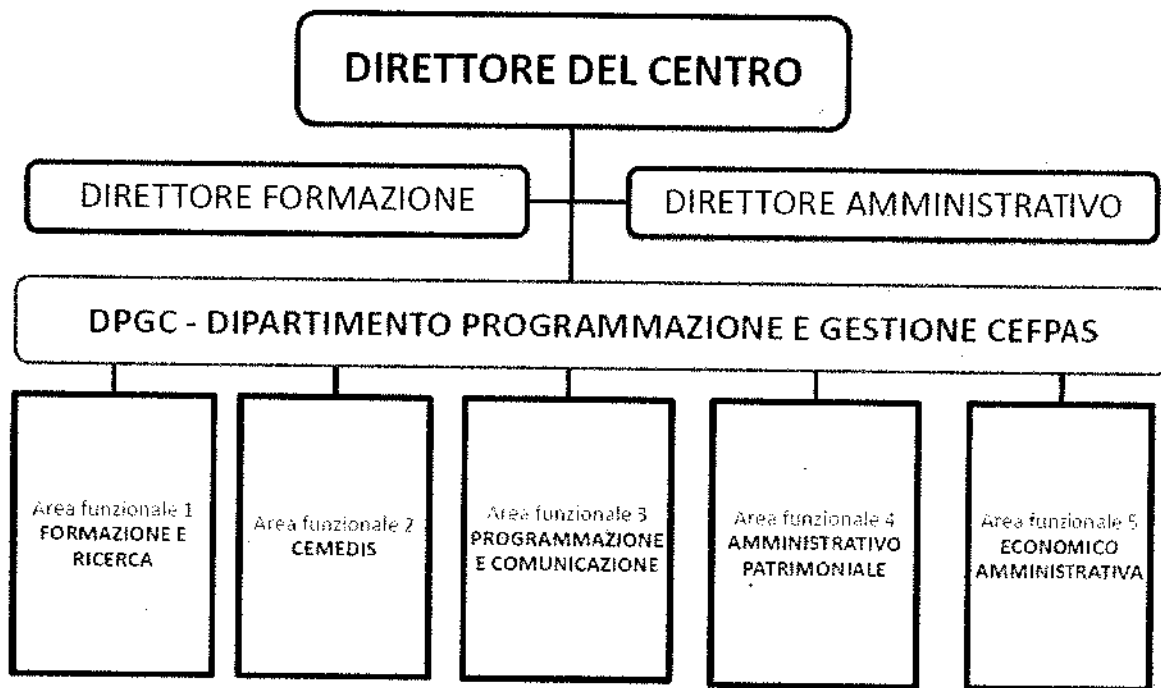 DIRETTORE DEL CENTRO
DIRETTORE FORMAZIONE
DIRETTORE AMMINISTRATIVO
DPGC - DIPARTIMENTO PROGRAMMAZIONE E GESTIONE CEFPAS
Area funzionale 1
FORMAZIONE E
RICERCA
Area funzionale 2
CEMEDIS
Area funzionale 3
PROGRAMMAZIONE
E COMUNICAZIONE
Area funzionale 4
AMMINISTRATIVO
PATRIMONIALE
Area funzionale 5
ECONOMICO
AMMINISTRATIVA